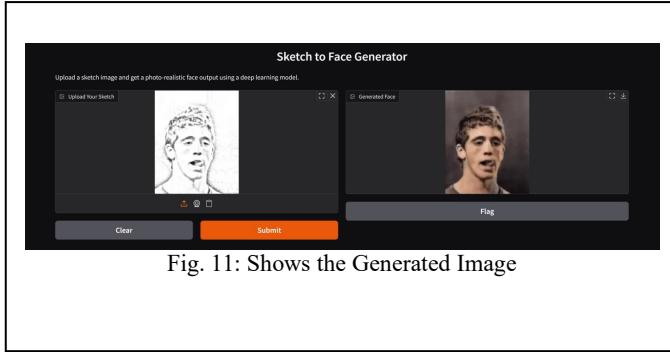 Sketch to Face Generator
Upload a sketch image and get a photo-realistic face output using a deep learning model.
Upload Your Sketch
Generated Face
Clear
Submit
Flag
Fig. 11: Shows the Generated Image